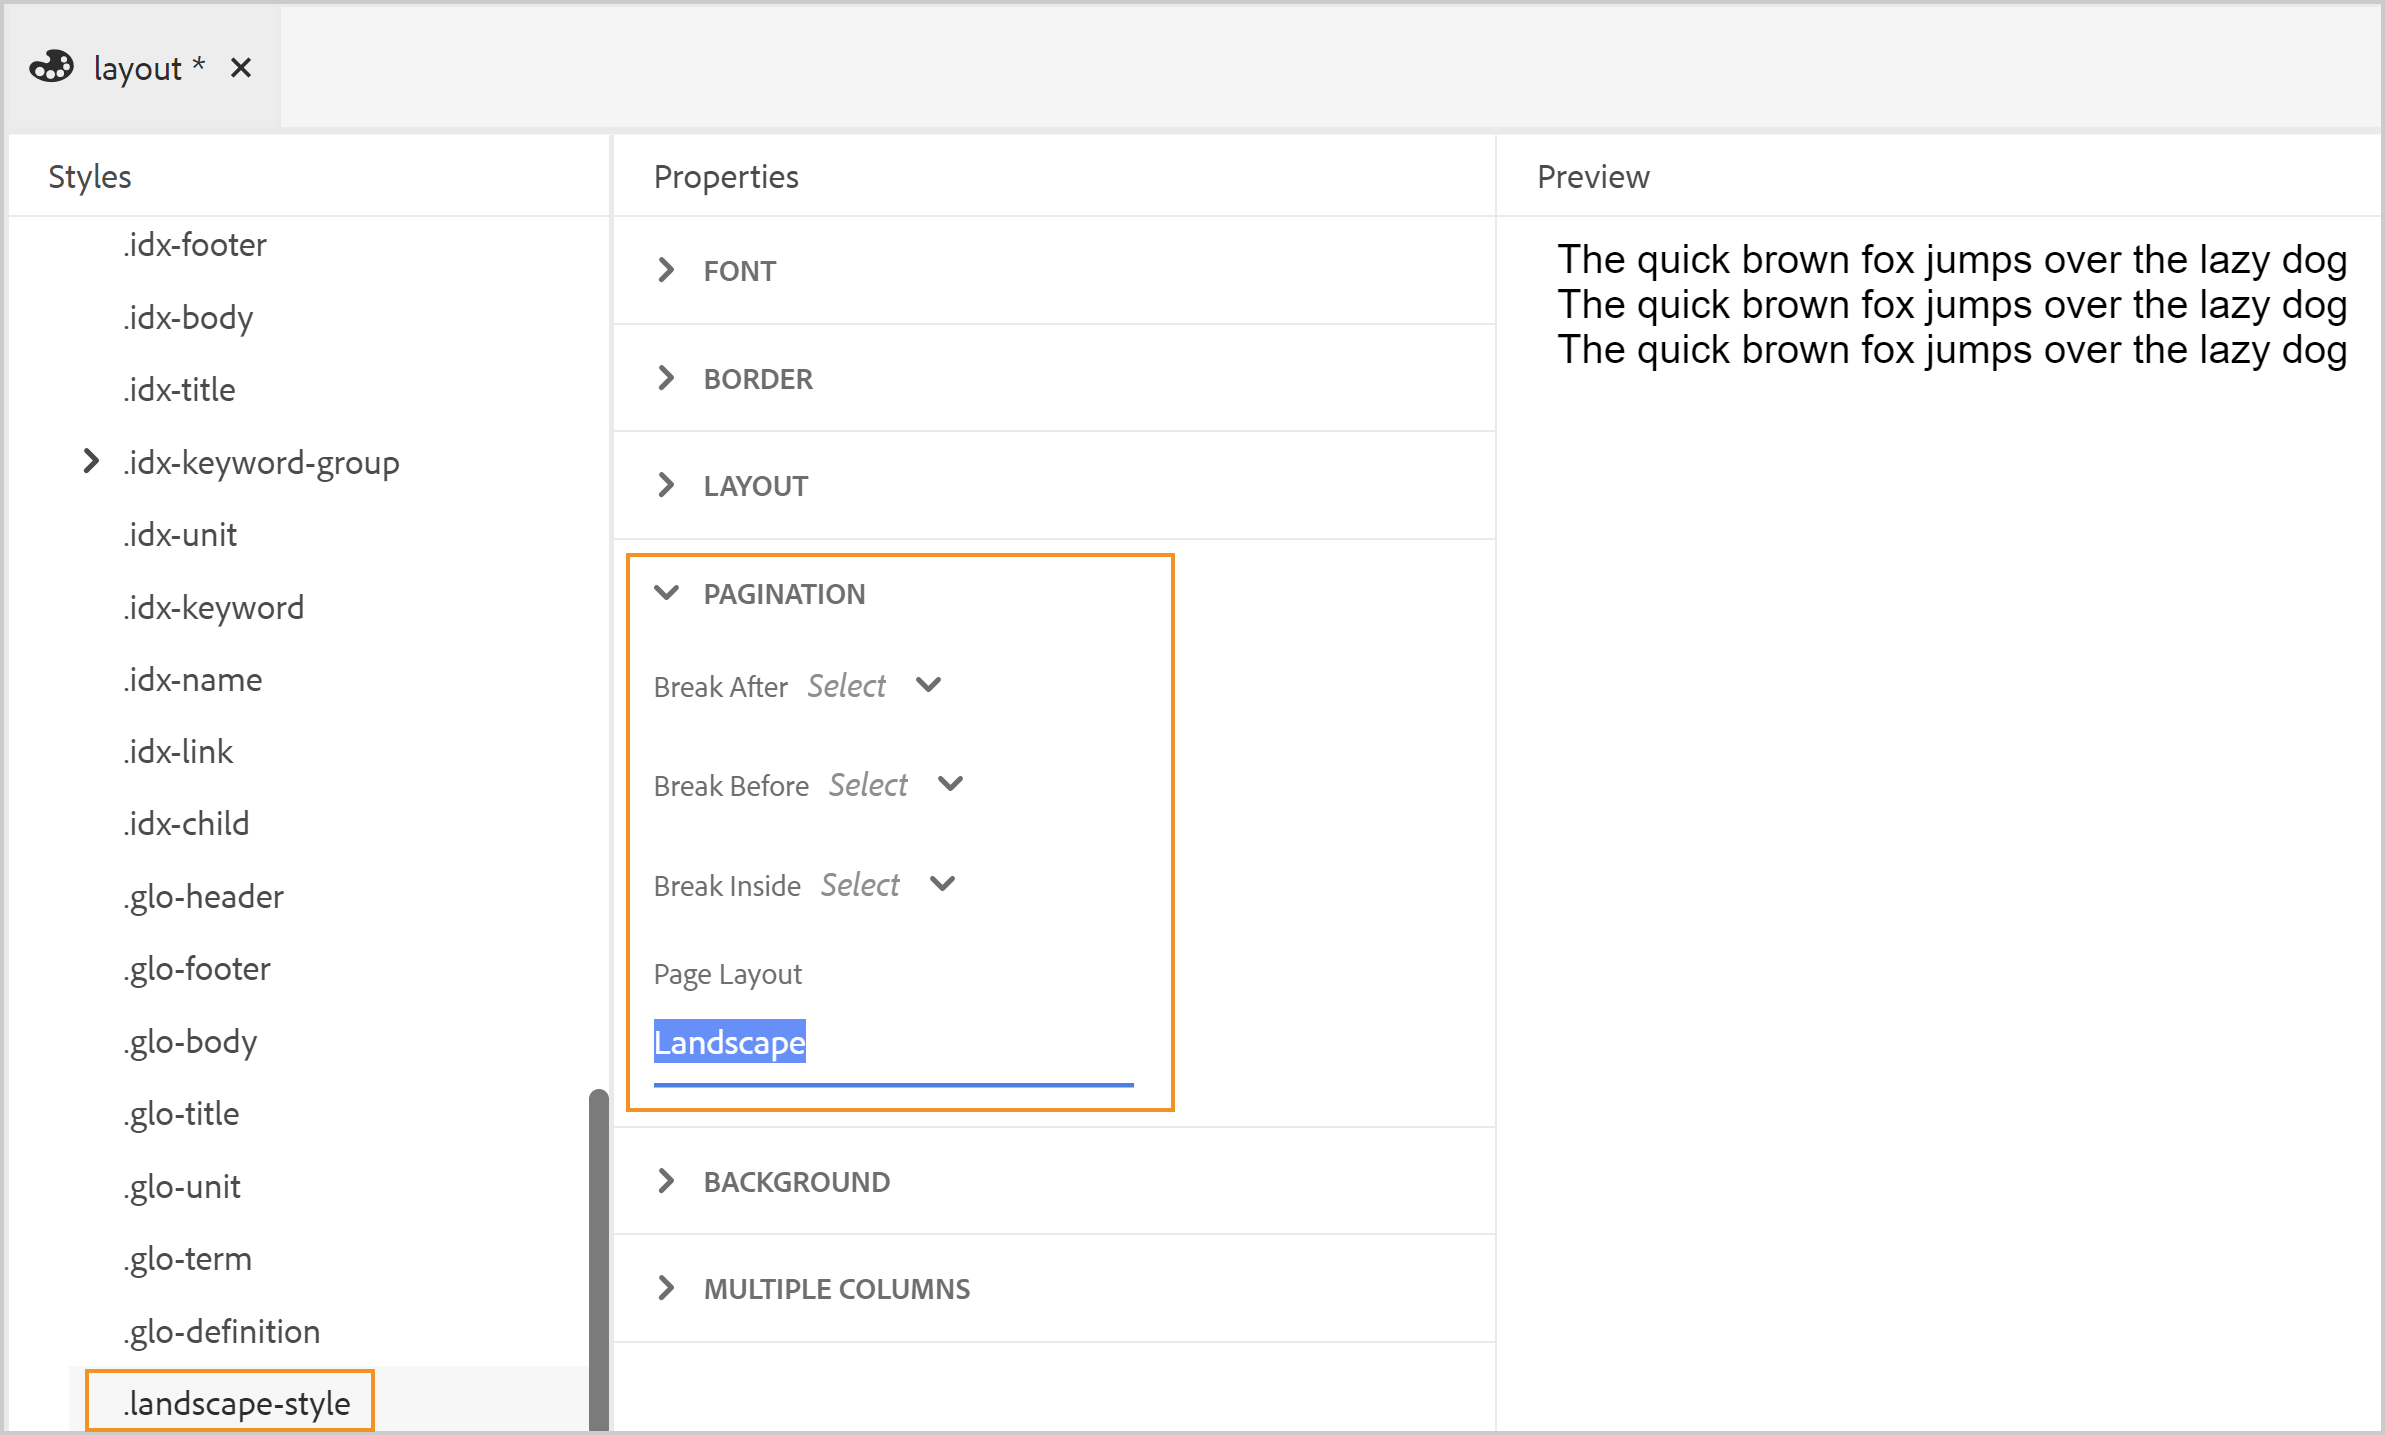 layout *
Styles
.idx-footer
.idx-body
.idx-title
.idx-keyword-group
.idx-unit
.idx-keyword
.idx-name
.idx-link
.idx-child
.glo-header
.glo-footer
.glo-body
.glo-title
.glo-unit
.glo-term
.glo-definition
.landscape-style
Properties
FONT
BORDER
LAYOUT
PAGINATION
Break After Select
Break Before Select
Break Inside Select
Page Layout
Landscape
BACKGROUND
MULTIPLE COLUMNS
Preview
The quick brown fox jumps over the lazy dog
The quick brown fox jumps over the lazy dog
The quick brown fox jumps over the lazy dog